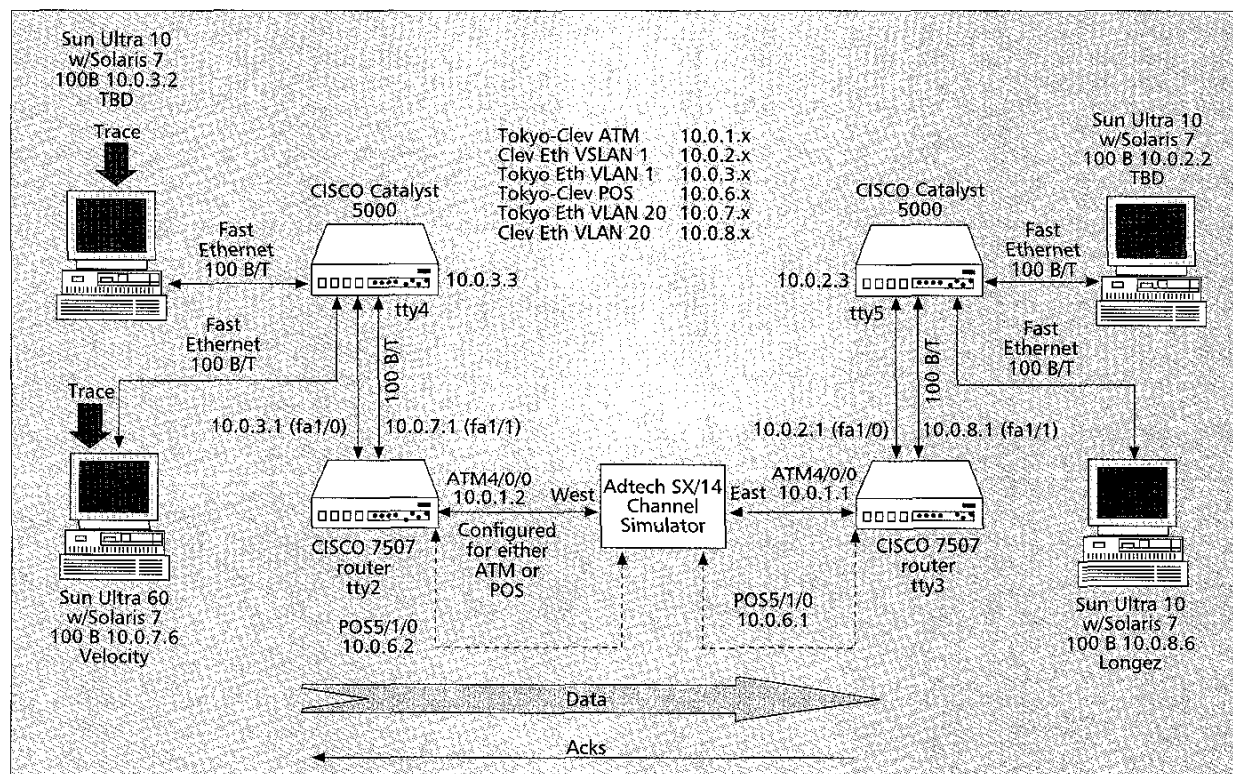 Sun Ultra 10
w/Solaris 7
100B 10.0.3.2
TBD
Trace
Fast
Ethernet
100 B/T
CISCO Catalyst
5000
10.0.3.3
tty4
Fast
Ethernet
100 B/T
Trace
100 B/T
10.0.3.1 (fa1/0)
10.0.7.1 (fa1/1)
Sun Ultra 60
w/Solaris 7
100 B 10.0.7.6
Velocity
CISCO 7507
router
tty2
ATM4/0/0
10.0.1.2
West
Configured
for either
ATM or
POS
POS5/1/0
10.0.6.2
Tokyo-Clev ATM 10.0.1.x
Clev Eth VSLAN 1 10.0.2.x
Tokyo Eth VLAN 1 10.0.3.x
Tokyo-Clev POS 10.0.6.x
Tokyo Eth VLAN 20 10.0.7.x
Clev Eth VLAN 20 10.0.8.x
Adtech SX/14
Channel
Simulator
CISCO Catalyst
5000
10.0.2.3
tty5
Sun Ultra 10
w/Solaris 7
100 B 10.0.2.2
TBD
Fast
Ethernet
100 B/T
Fast
Ethernet
100 B/T
100 B/T
10.0.2.1 (fa1/0)
10.0.8.1 (fa1/1)
ATM4/0/0
East 10.0.1.1
CISCO 7507
router
tty3
POS5/1/0
10.0.6.1
Sun Ultra 10
w/Solaris 7
100 B 10.0.8.6
Longez
Data
Acks